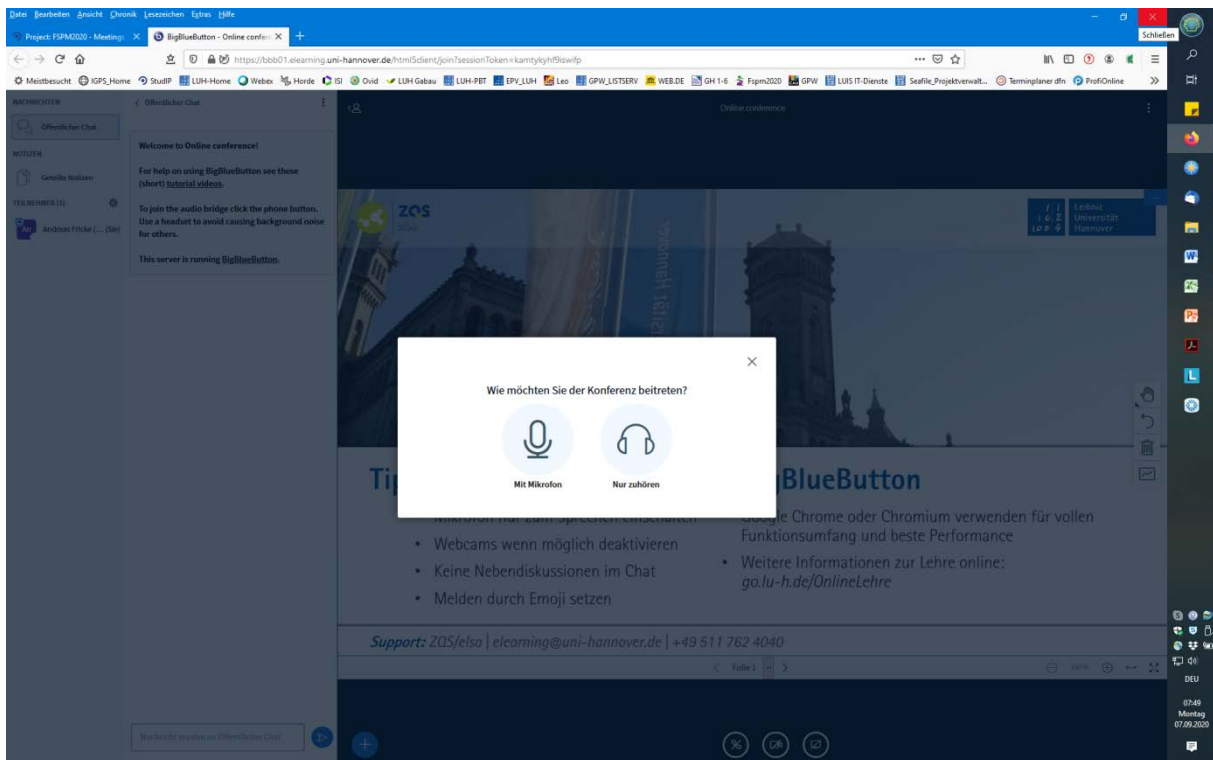 Datei Bearbeiten Ansicht Chronik Lesezeichen Extras Hilfe
Project: FSPM2020 - Meetings
BigBlueButton - Online confer
Schließen
https://bbb01.elearning.uni-hannover.de/html5client/join?sessionToken=kamtykyhf9iswifp
Meistbesucht IGPS_Home StudIP LUH-Home Webex Horde ISI Ovid LUH Gabau LUH-PBT EPV_LUH Leo GPW_LISTSERV WEB.DE GH 1-6 Fspm2020 GPW LUIS IT-Dienste Seafile_Projektverwalt... Terminplaner dfn ProfiOnline
NACHRICHTEN
Öffentlicher Chat
NOTIZEN
Geteilte Notizen
TEILNEHMER (1)
An
Andreas Fricke (... (Sie)
Öffentlicher Chat
Welcome to Online conference!
For help on using BigBlueButton see these
(short) tutorial videos.
To join the audio bridge click the phone button.
Use a headset to avoid causing background noise
for others.
This server is running BigBlueButton.
Online conference
ZQS
Leibniz
Universität
Hannover
Wie möchten Sie der Konferenz beitreten?
Mit Mikrofon
Nur zuhören
Tip
BlueButton
Mikrofon nur zum Sprechen einschalten
Webcams wenn möglich deaktivieren
Keine Nebendiskussionen im Chat
Melden durch Emoji setzen
Google Chrome oder Chromium verwenden für vollen
Funktionsumfang und beste Performance
Weitere Informationen zur Lehre online:
go.lu-h.de/OnlineLehre
Support: ZQS/elsa | elearning@uni-hannover.de | +49 511 762 4040
Folie 1
100%
Nachricht senden an Öffentlicher Chat
DEU
07:49
Montag
07.09.2020